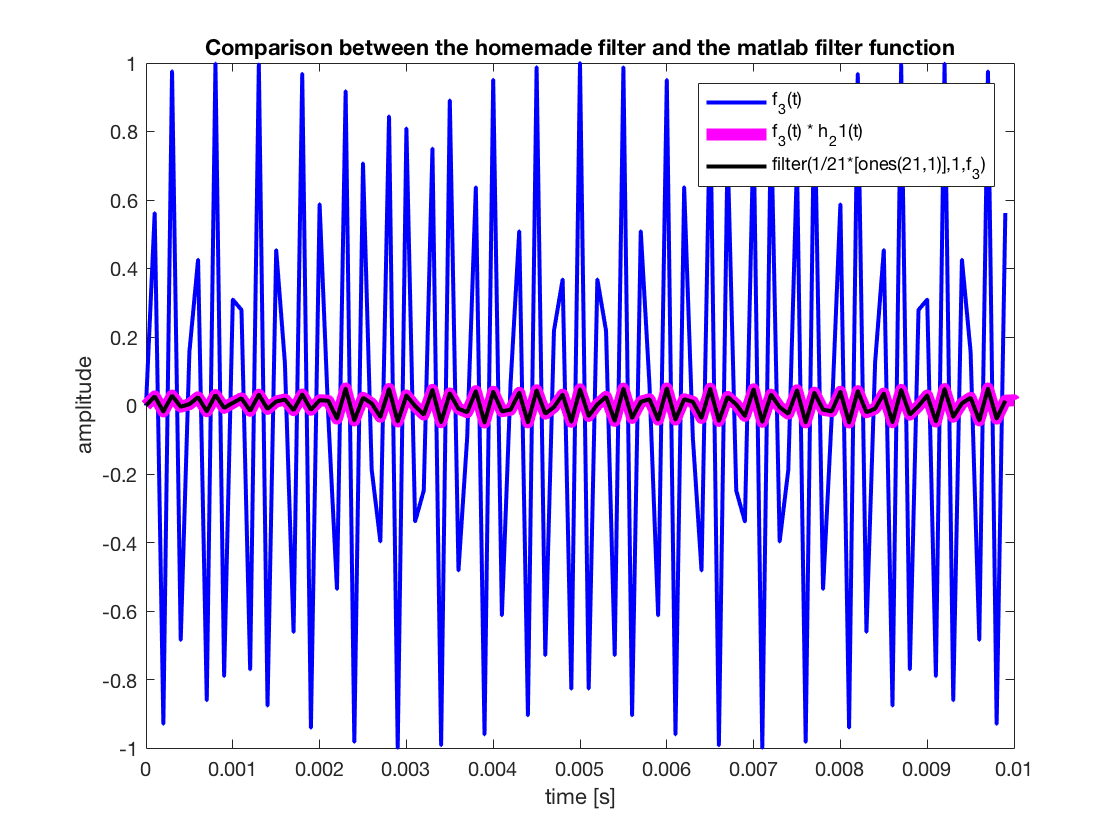 Comparison between the homemade filter and the matlab filter function
1
0.8
0.6
0.4
0.2
0
-0.2
-0.4
-0.6
-0.8
-1
amplitude
f₃(t)
f₃(t) * h₂1(t)
filter(1/21*[ones(21,1)],1,f₃)
0 0.001 0.002 0.003 0.004 0.005 0.006 0.007 0.008 0.009 0.01
time [s]